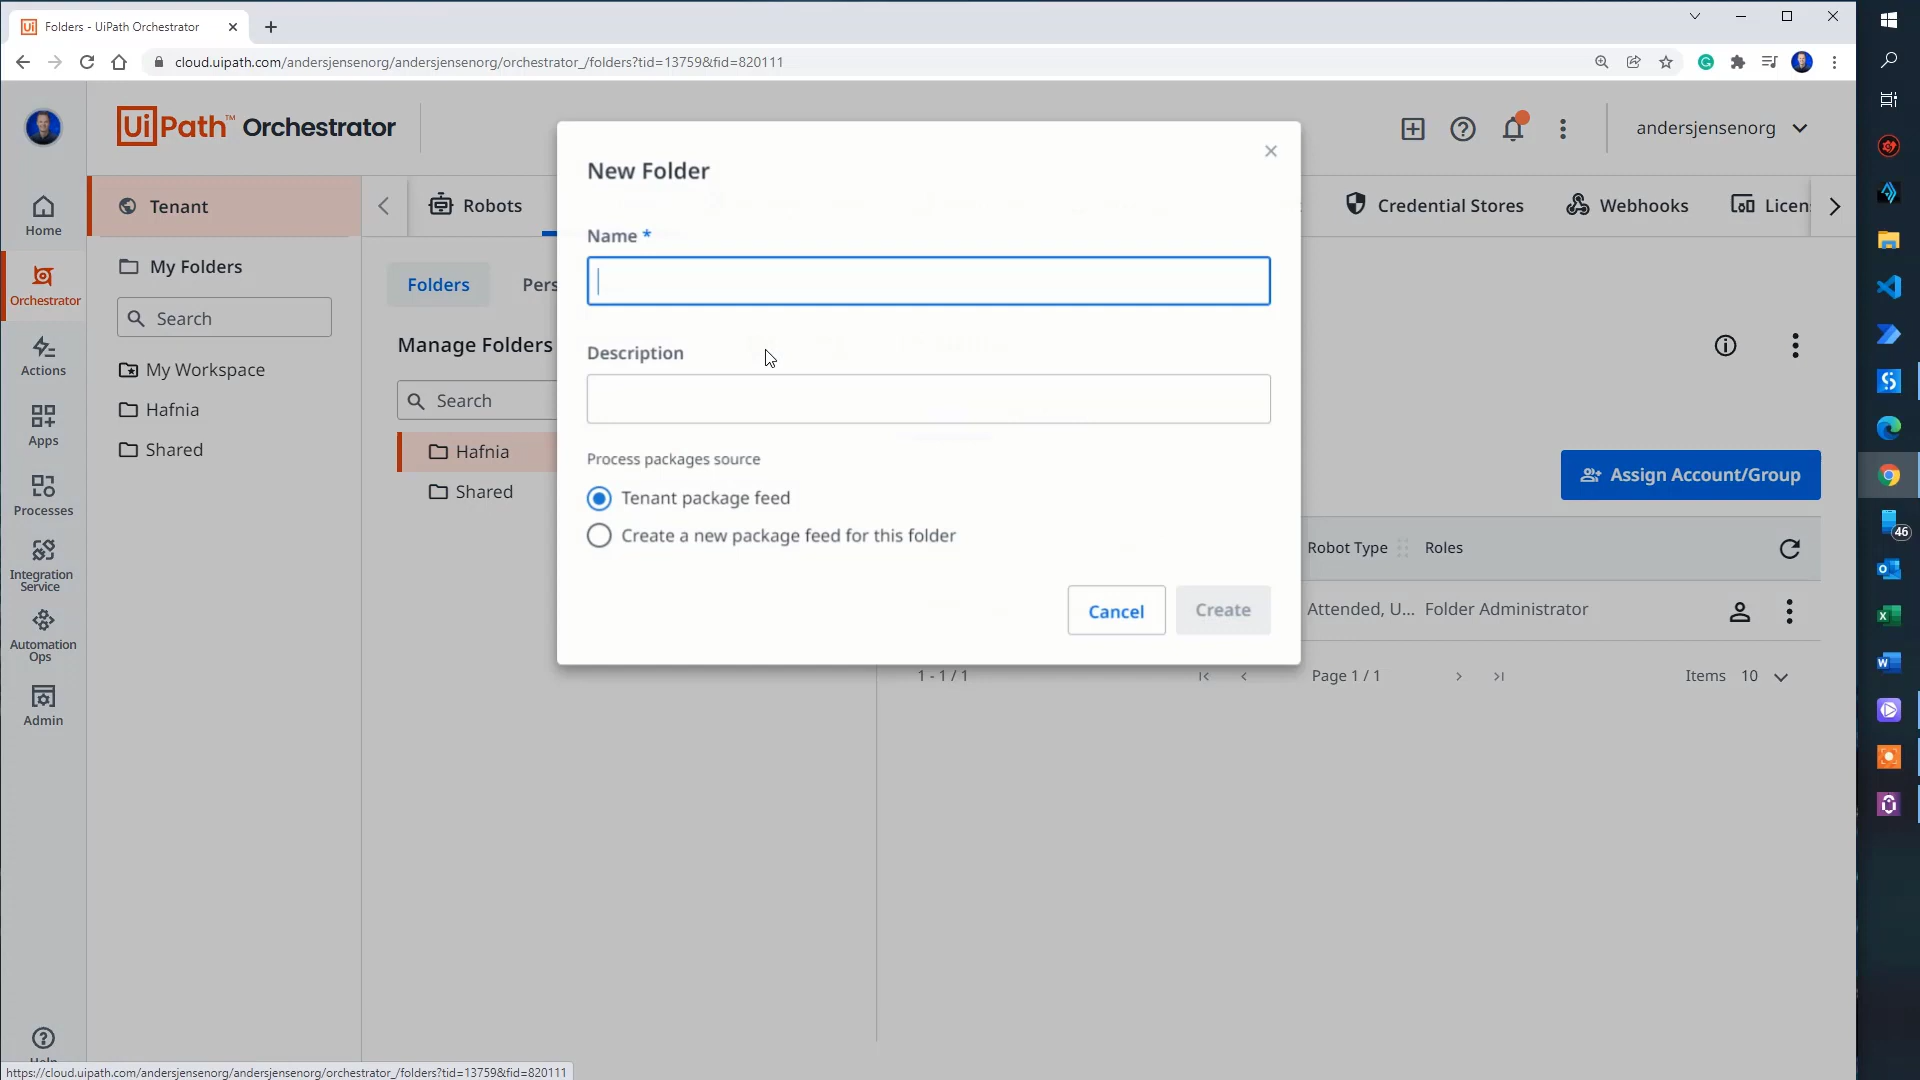 Folders - UiPath Orchestrator
cloud.uipath.com/andersjensenorg/andersjensenorg/orchestrator_/folders?tid=13759&fid=820111
UiPath™ Orchestrator
andersjensenorg
Home
Orchestrator
Actions
Apps
Processes
Integration
Service
Automation
Ops
Admin
Tenant
My Folders
Search
My Workspace
Hafnia
Shared
Robots
Credential Stores
Webhooks
Licen
Folders
Pers
Manage Folders
Search
Hafnia
Shared
New Folder
Name *
Description
Process packages source
Tenant package feed
Create a new package feed for this folder
Cancel
Create
Assign Account/Group
Robot Type
Roles
Attended, U...
Folder Administrator
1 - 1 / 1
Page 1 / 1
Items 10
46
https://cloud.uipath.com/andersjensenorg/andersjensenorg/orchestrator_/folders?tid=13759&fid=820111